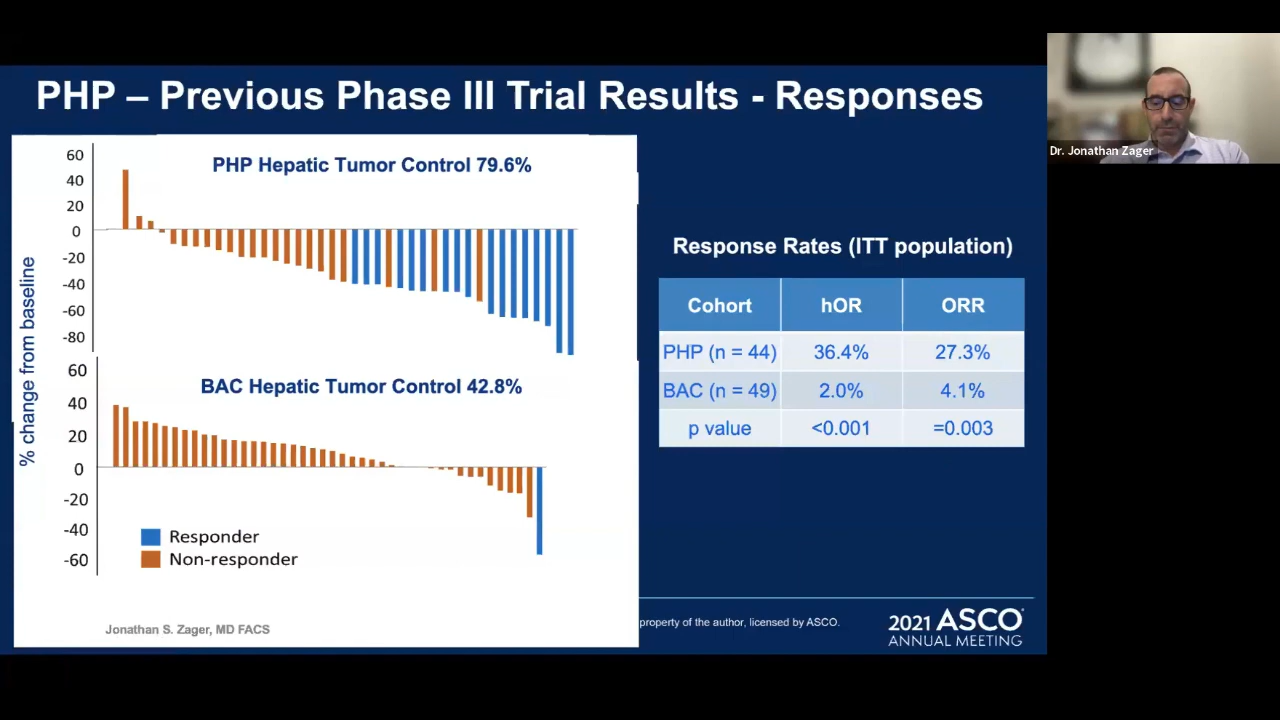 PHP – Previous Phase III Trial Results - Responses
Dr. Jonathan Zager
% change from baseline
PHP Hepatic Tumor Control 79.6%
60
40
20
0
-20
-40
-60
-80
BAC Hepatic Tumor Control 42.8%
60
40
20
0
-20
-40
-60
Responder
Non-responder
Jonathan S. Zager, MD FACS
Response Rates (ITT population)
Cohort hOR ORR
PHP (n = 44) 36.4% 27.3%
BAC (n = 49) 2.0% 4.1%
p value <0.001 =0.003
property of the author, licensed by ASCO.
2021 ASCO
ANNUAL MEETING